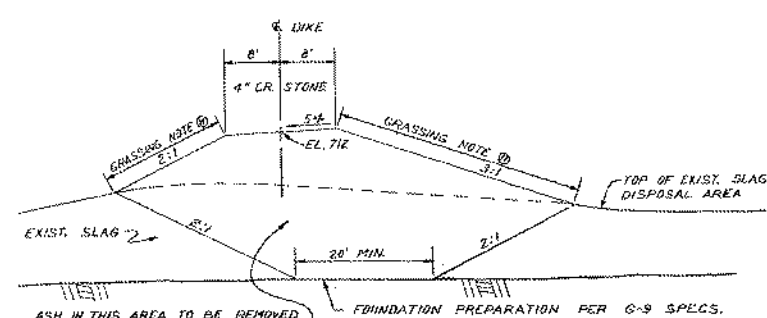 ℄ DIKE
8' 8'
4" CR. STONE
GRASSING NOTE
2:1
EL. 712
GRASSING NOTE
3:1
TOP OF EXIST. SLAG
DISPOSAL AREA
EXIST. SLAG
2:1
20' MIN.
2:1
ASH IN THIS AREA TO BE REMOVED
FOUNDATION PREPARATION PER G-9 SPECS.